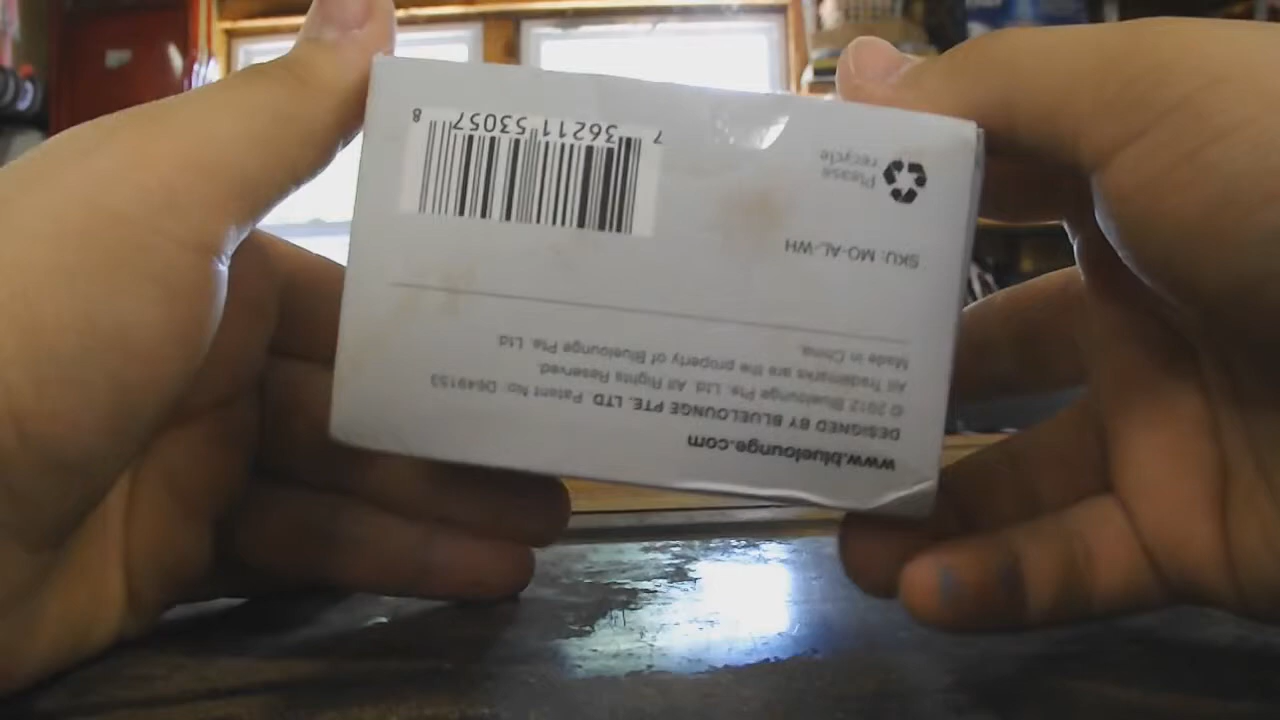 www.bluelounge.com
DESIGNED BY BLUELOUNGE PTE. LTD. Patent No: D649153
© 2012 Bluelounge Pte. Ltd. All Rights Reserved.
All Trademarks are the property of Bluelounge Pte. Ltd.
Made in China.
SKU: MO-AL-WH
Please
recycle
7 36211 53057 8